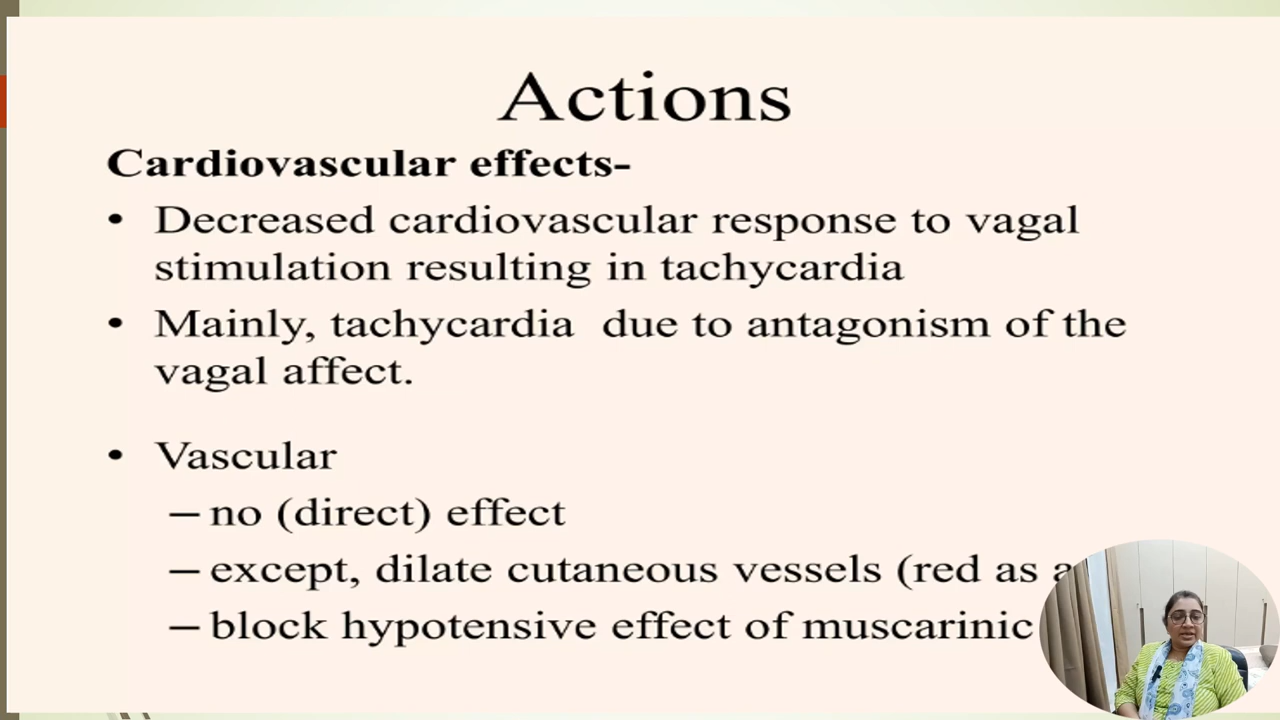 Actions
Cardiovascular effects-
• Decreased cardiovascular response to vagal
stimulation resulting in tachycardia
• Mainly, tachycardia due to antagonism of the
vagal affect.
• Vascular
– no (direct) effect
– except, dilate cutaneous vessels (red as a
– block hypotensive effect of muscarinic